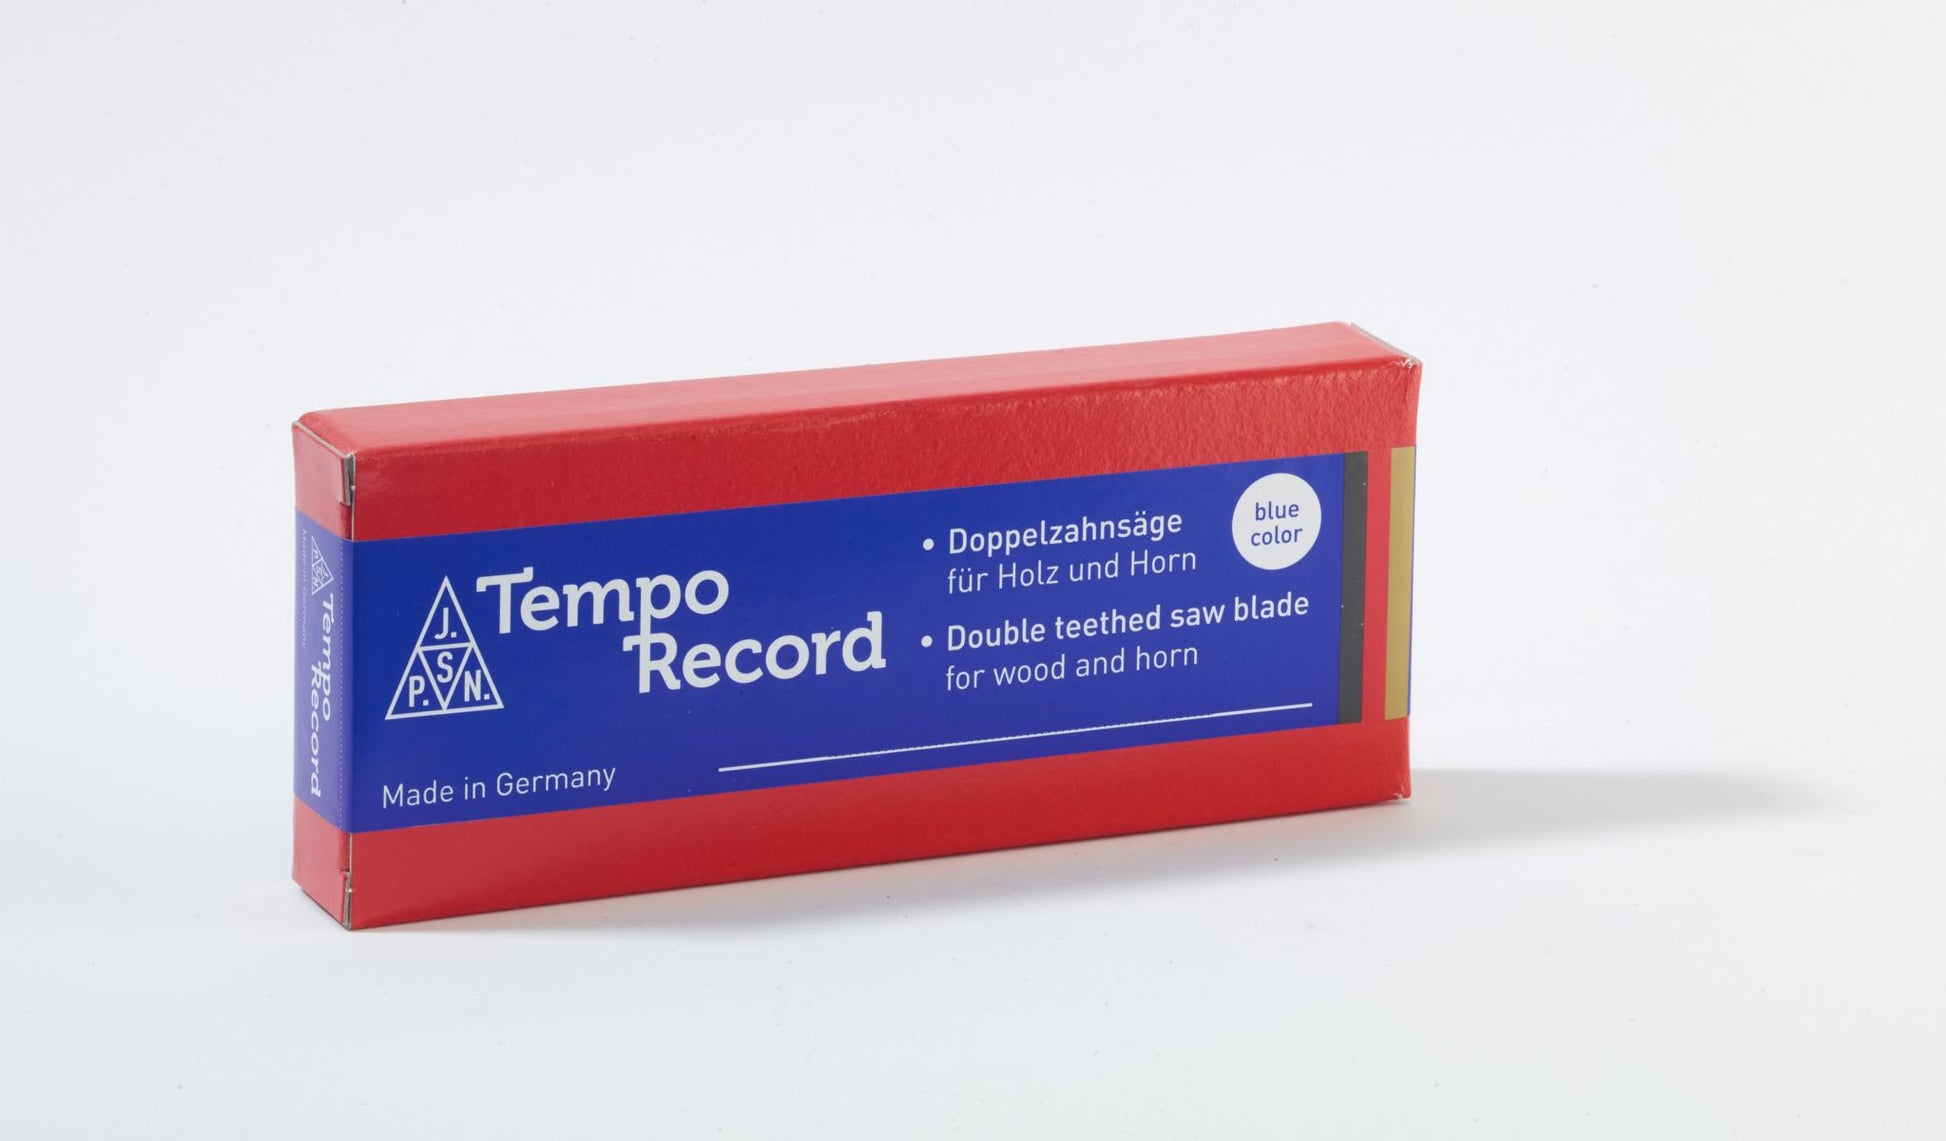 J.
P. S N.
Tempo
Record
Made in Germany
• Doppelzahnsäge
für Holz und Horn
• Double teethed saw blade
for wood and horn
blue
color
J.
P. S N.
Tempo
Record
Made in Germany